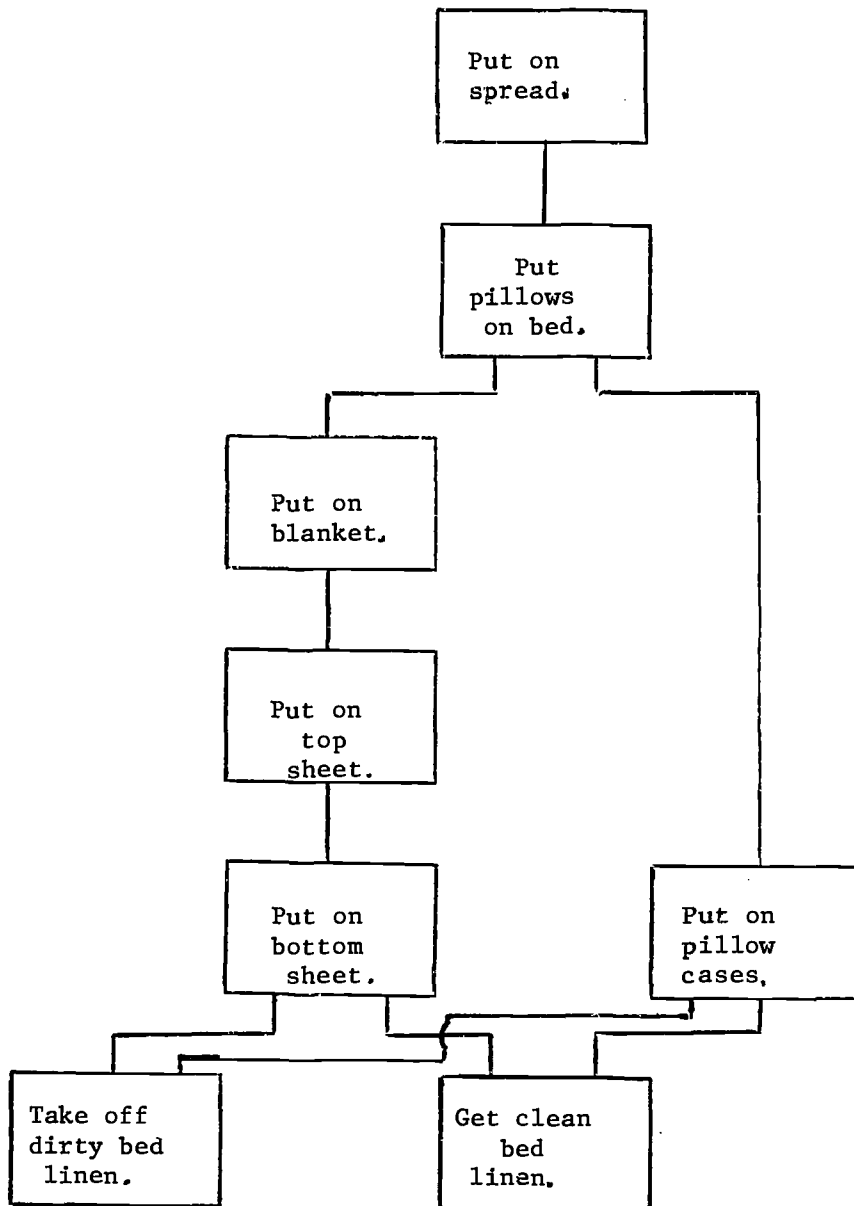 Put on
spread.
Put
pillows
on bed.
Put on
blanket.
Put on
top
sheet.
Put on
bottom
sheet.
Put on
pillow
cases.
Take off
dirty bed
linen.
Get clean
bed
linen.